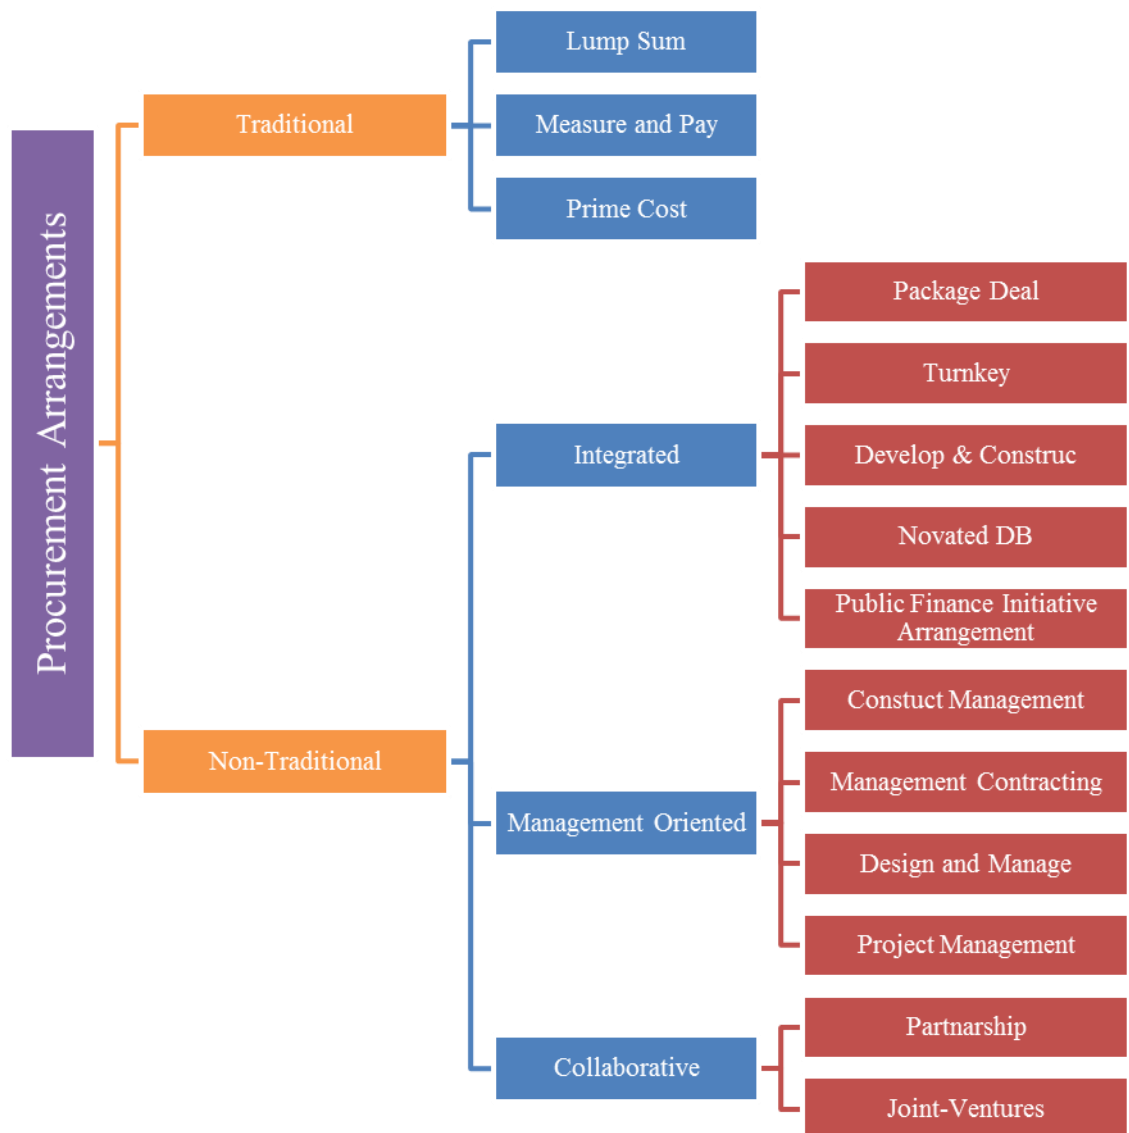 Procurement Arrangements
Traditional
Lump Sum
Measure and Pay
Prime Cost
Non-Traditional
Integrated
Package Deal
Turnkey
Develop & Construc
Novated DB
Public Finance Initiative
Arrangement
Management Oriented
Constuct Management
Management Contracting
Design and Manage
Project Management
Collaborative
Partnarship
Joint-Ventures